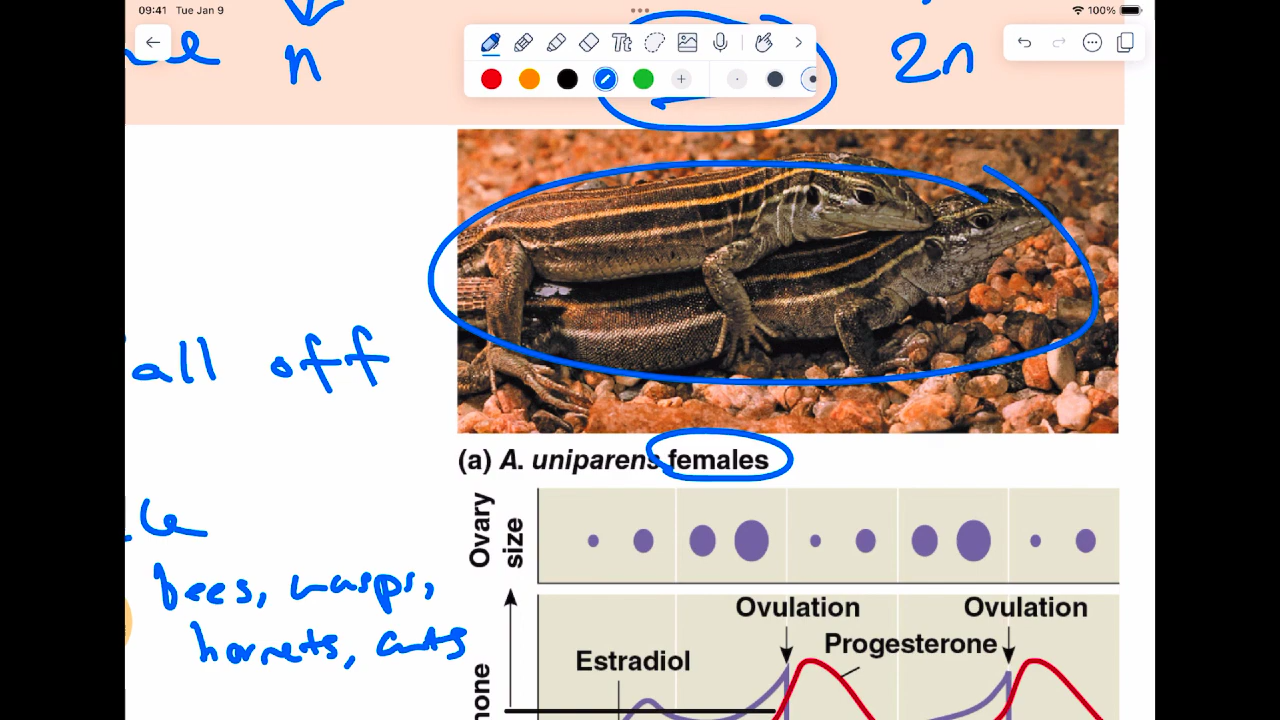 09:41 Tue Jan 9
100%
Tt
n
2n
all off
(a) A. uniparens females
Ovary size
bees, wasps,
hornets, ants
Ovulation Ovulation
Progesterone
Estradiol